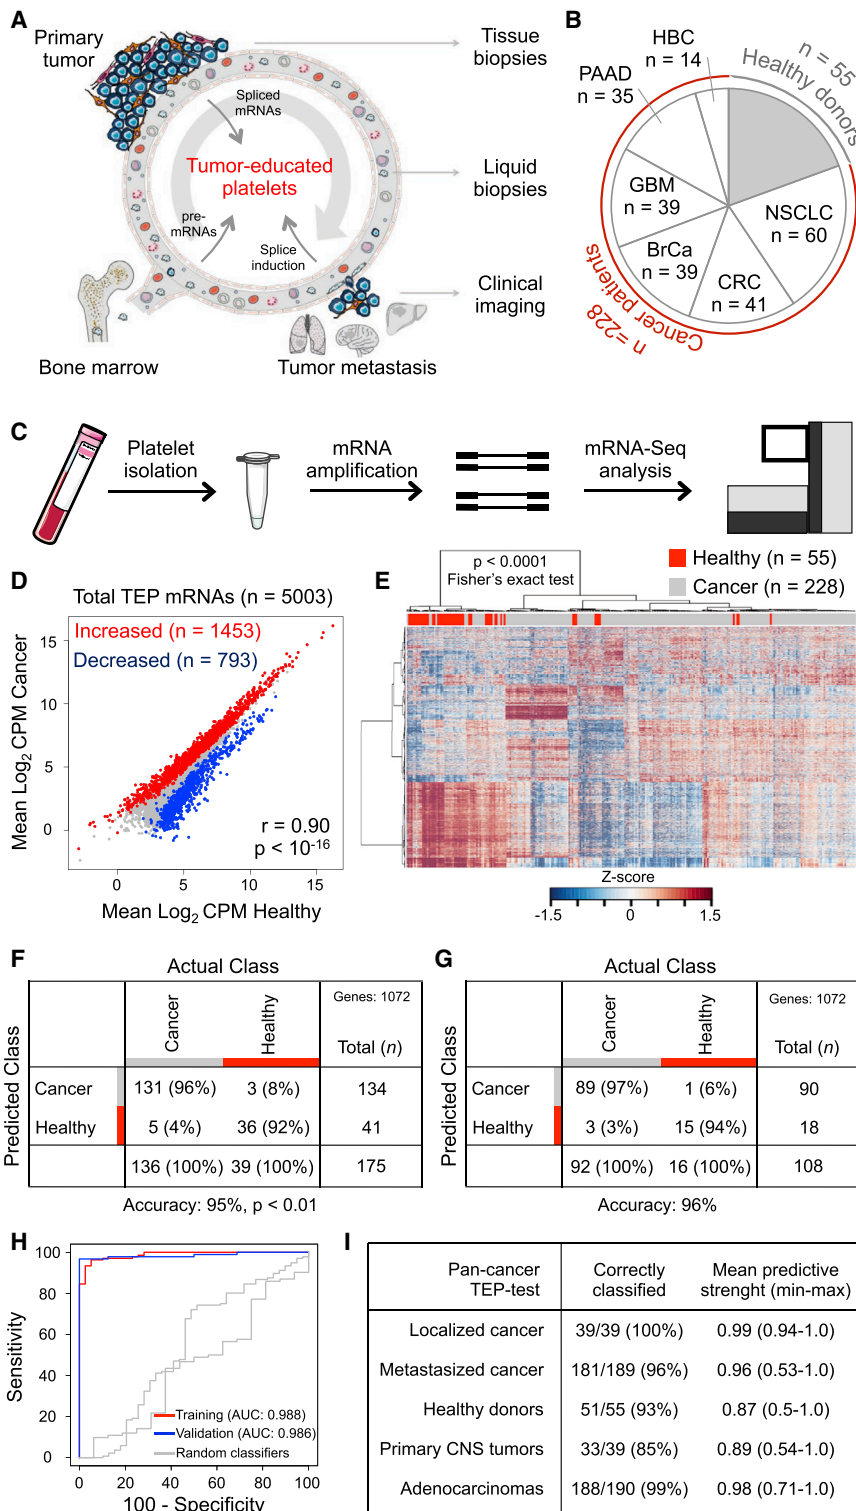 A
Primary
tumor
Spliced
mRNAs
Tumor-educated
platelets
pre-
mRNAs
Splice
induction
Bone marrow
Tumor metastasis
Tissue
biopsies
Liquid
biopsies
Clinical
imaging
B
HBC
n = 14
PAAD
n = 35
n = 55
Healthy donors
GBM
n = 39
NSCLC
n = 60
BrCa
n = 39
CRC
n = 41
Cancer patients
n =228
C
Platelet
isolation
mRNA
amplification
mRNA-Seq
analysis
D
Total TEP mRNAs (n = 5003)
Increased (n = 1453)
Decreased (n = 793)
Mean Log2 CPM Cancer
15
10
5
0
r = 0.90
p < 10-16
0 5 10 15
Mean Log2 CPM Healthy
E
p < 0.0001
Fisher's exact test
Healthy (n = 55)
Cancer (n = 228)
Z-score
-1.5 0 1.5
F
Actual Class
Predicted Class
Cancer Healthy
Genes: 1072
Total (n)
Cancer 131 (96%) 3 (8%) 134
Healthy 5 (4%) 36 (92%) 41
136 (100%) 39 (100%) 175
Accuracy: 95%, p < 0.01
G
Actual Class
Predicted Class
Cancer Healthy
Genes: 1072
Total (n)
Cancer 89 (97%) 1 (6%) 90
Healthy 3 (3%) 15 (94%) 18
92 (100%) 16 (100%) 108
Accuracy: 96%
H
Sensitivity
100
80
60
40
20
0
Training (AUC: 0.988)
Validation (AUC: 0.986)
Random classifiers
0 20 40 60 80 100
100 - Specificity
I
Pan-cancer
TEP-test
Correctly
classified
Mean predictive
strenght (min-max)
Localized cancer 39/39 (100%) 0.99 (0.94-1.0)
Metastasized cancer 181/189 (96%) 0.96 (0.53-1.0)
Healthy donors 51/55 (93%) 0.87 (0.5-1.0)
Primary CNS tumors 33/39 (85%) 0.89 (0.54-1.0)
Adenocarcinomas 188/190 (99%) 0.98 (0.71-1.0)